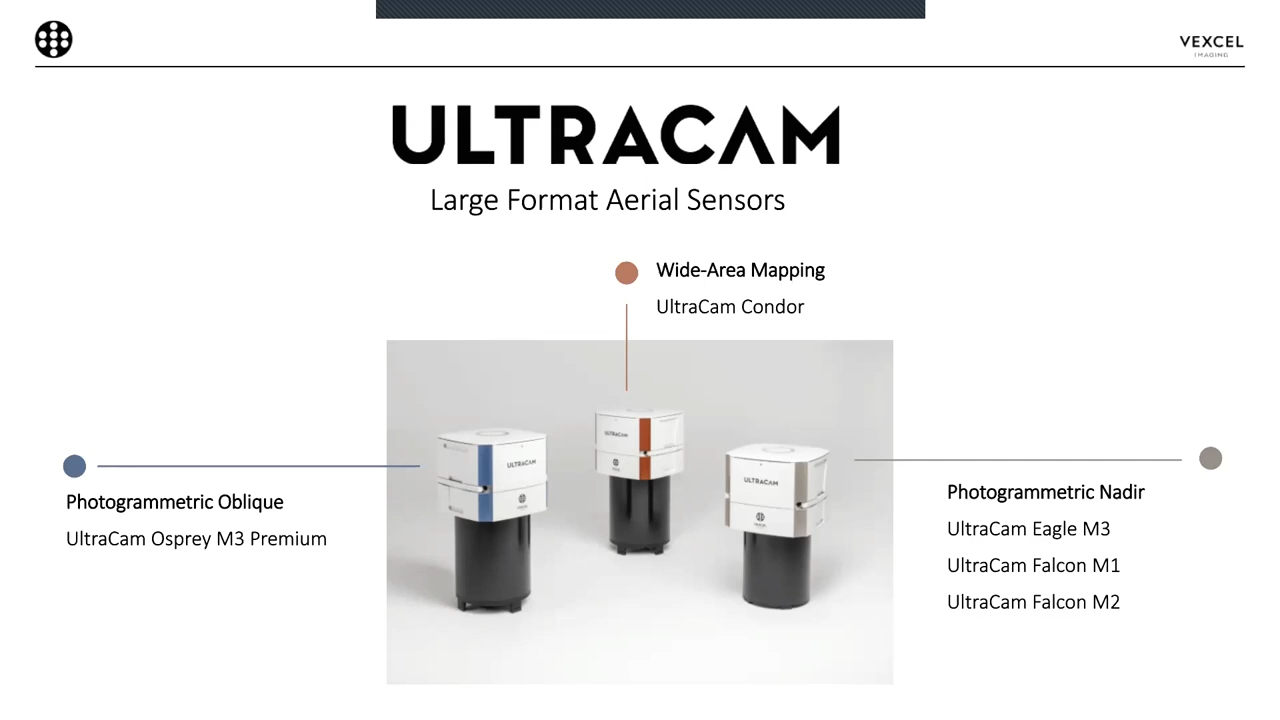 VEXCEL
IMAGING
ULTRACAM
Large Format Aerial Sensors
Wide-Area Mapping
UltraCam Condor
ULTRACAM
ULTRACAM
ULTRACAM
Photogrammetric Oblique
UltraCam Osprey M3 Premium
Photogrammetric Nadir
UltraCam Eagle M3
UltraCam Falcon M1
UltraCam Falcon M2